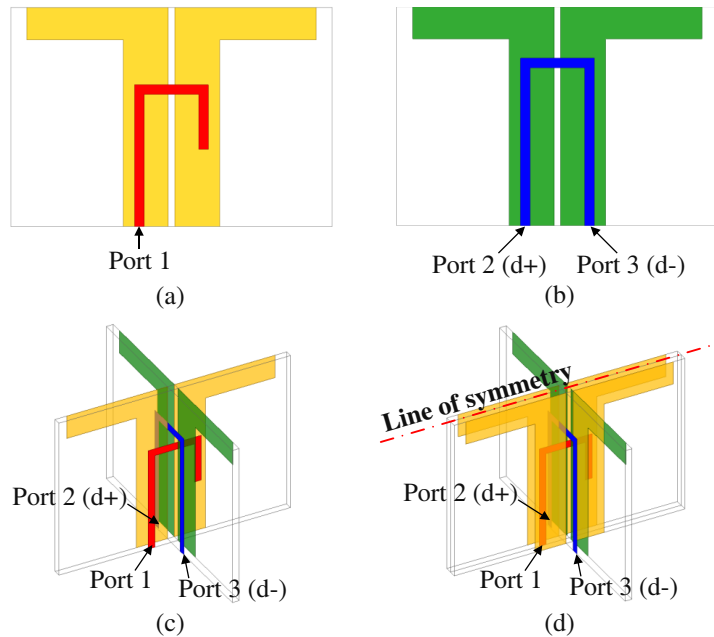 Port 1
Port 2 (d+) Port 3 (d-)
(a)
(b)
Line of symmetry
Port 2 (d+)
Port 2 (d+)
Port 1
Port 3 (d-)
Port 1
Port 3 (d-)
(c)
(d)